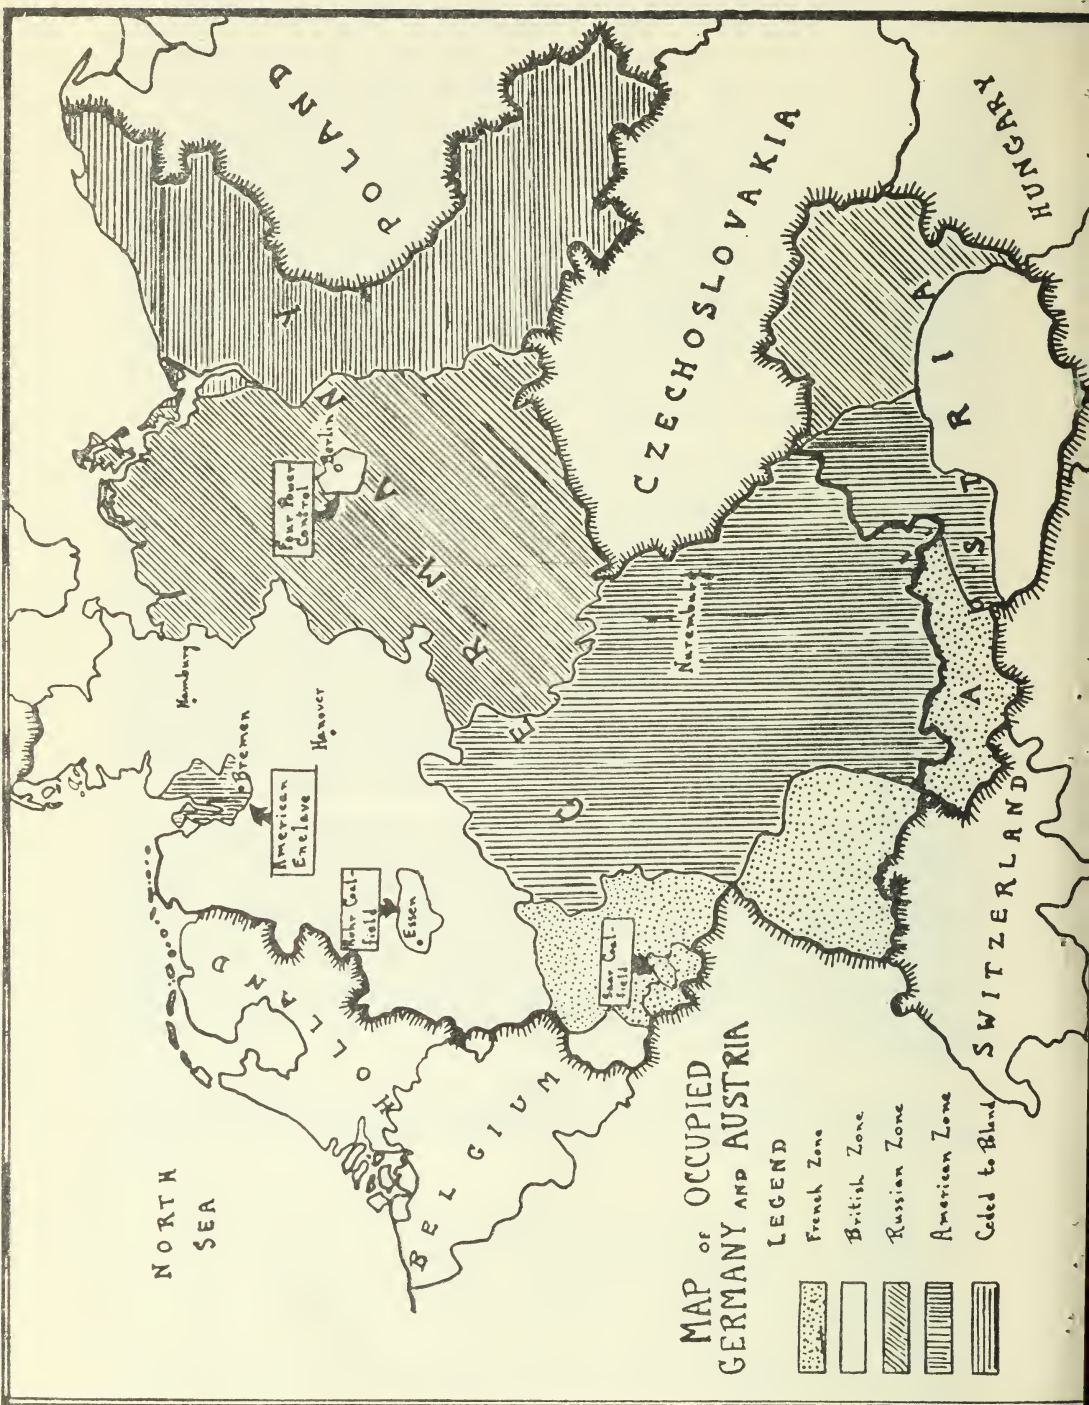 NORTH
SEA
HOLLAND
BELGIUM
POLAND
CZECHOSLOVAKIA
HUNGARY
SWITZERLAND
GERMANY
AUSTRIA
Hamburg
Bremen
Hanover
American
Enclave
Ruhr Coal-
field
Essen
Four Power
Control
Berlin
Nuremburg
Saar Coal
field
MAP OF OCCUPIED
GERMANY AND AUSTRIA
LEGEND
French Zone
British Zone
Russian Zone
American Zone
Ceded to Poland